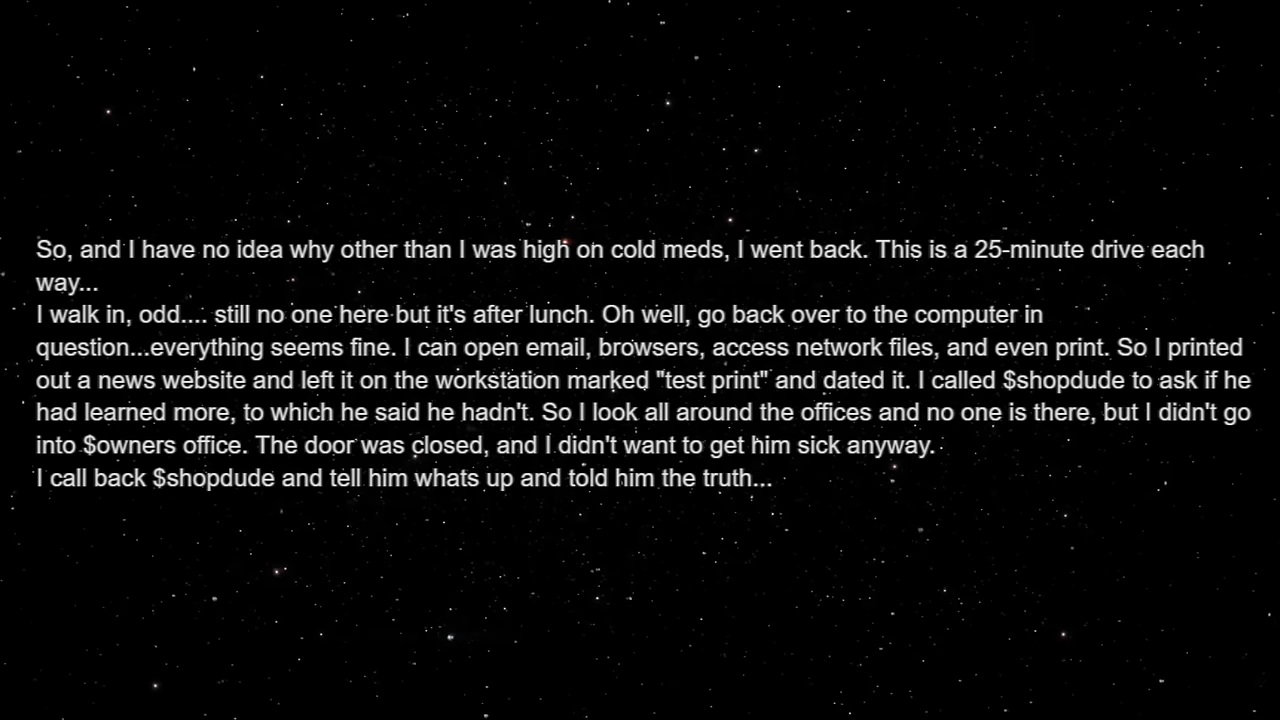 So, and I have no idea why other than I was high on cold meds, I went back. This is a 25-minute drive each
way...
I walk in, odd.... still no one here but it's after lunch. Oh well, go back over to the computer in
question...everything seems fine. I can open email, browsers, access network files, and even print. So I printed
out a news website and left it on the workstation marked "test print" and dated it. I called $shopdude to ask if he
had learned more, to which he said he hadn't. So I look all around the offices and no one is there, but I didn't go
into $owners office. The door was closed, and I didn't want to get him sick anyway.
I call back $shopdude and tell him whats up and told him the truth...